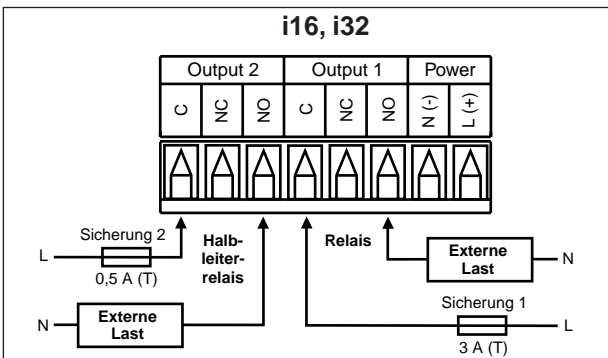 i16, i32
Output 2 Output 1 Power
C NC NO C NC NO N (-) L (+)
Sicherung 2
L
0,5 A (T)
Halb-
leiter-
relais
Relais
Externe
Last
N
N
Externe
Last
Sicherung 1
L
3 A (T)